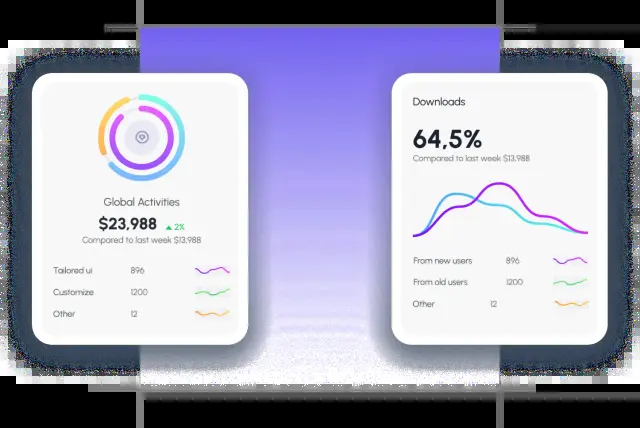 Global Activities
$23,988 2%
Compared to last week $13,988
Tailored ui 896
Customize 1200
Other 12
Downloads
64,5%
Compared to last week $13,988
From new users 896
From old users 1200
Other 12